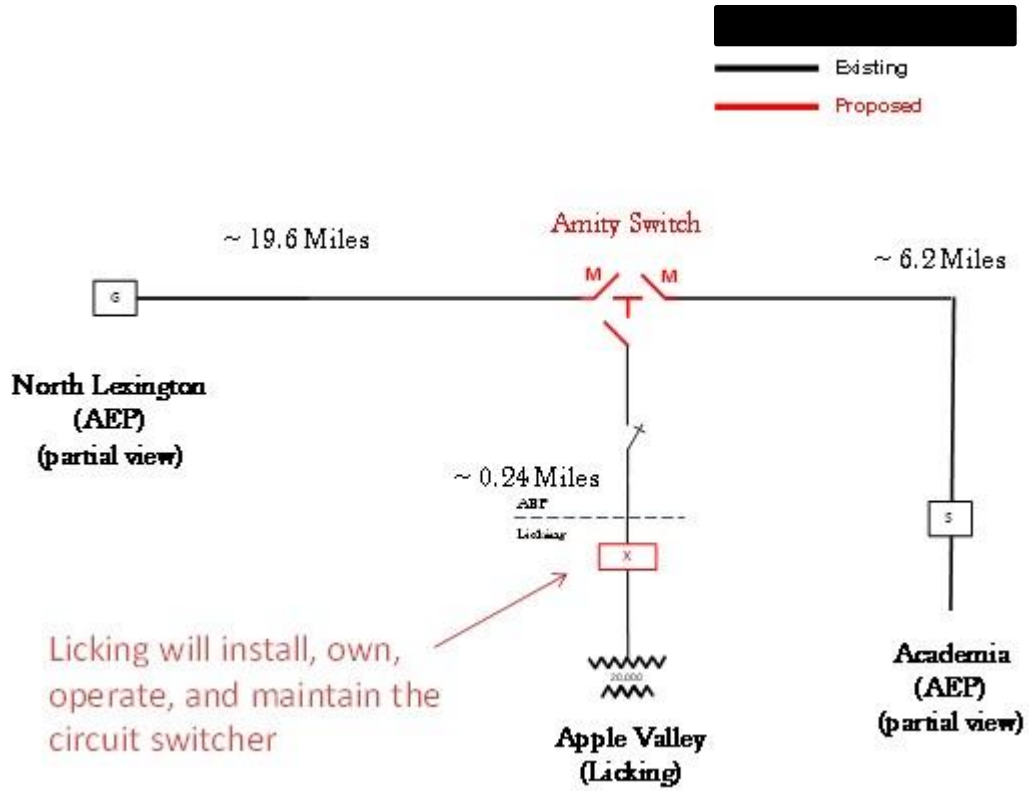 Existing
Proposed
Amity Switch
~ 19.6 Miles
~ 6.2 Miles
M
M
G
North Lexington
(AEP)
(partial view)
~ 0.24 Miles
AEP
Licking
X
S
Licking will install, own,
operate, and maintain the
circuit switcher
20,000
Apple Valley
(Licking)
Academia
(AEP)
(partial view)